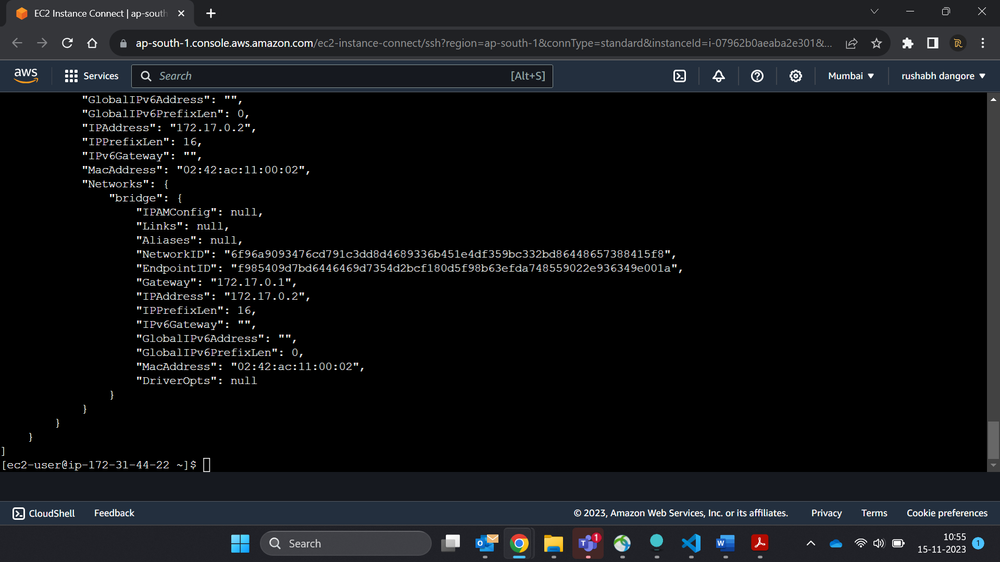 EC2 Instance Connect | ap-south
ap-south-1.console.aws.amazon.com/ec2-instance-connect/ssh?region=ap-south-1&connType=standard&instanceId=i-07962b0aeaba2e301&...
aws Services Search [Alt+S] Mumbai rushabh dangore
"GlobalIPv6Address": "",
"GlobalIPv6PrefixLen": 0,
"IPAddress": "172.17.0.2",
"IPPrefixLen": 16,
"IPv6Gateway": "",
"MacAddress": "02:42:ac:11:00:02",
"Networks": {
"bridge": {
"IPAMConfig": null,
"Links": null,
"Aliases": null,
"NetworkID": "6f96a9093476cd791c3dd8d4689336b451e4df359bc332bd86448657388415f8",
"EndpointID": "f985409d7bd6446469d7354d2bcf180d5f98b63efda748559022e936349e001a",
"Gateway": "172.17.0.1",
"IPAddress": "172.17.0.2",
"IPPrefixLen": 16,
"IPv6Gateway": "",
"GlobalIPv6Address": "",
"GlobalIPv6PrefixLen": 0,
"MacAddress": "02:42:ac:11:00:02",
"DriverOpts": null
}
}
}
}
]
[ec2-user@ip-172-31-44-22 ~]$
CloudShell Feedback © 2023, Amazon Web Services, Inc. or its affiliates. Privacy Terms Cookie preferences
Search 1 10:55
15-11-2023 1